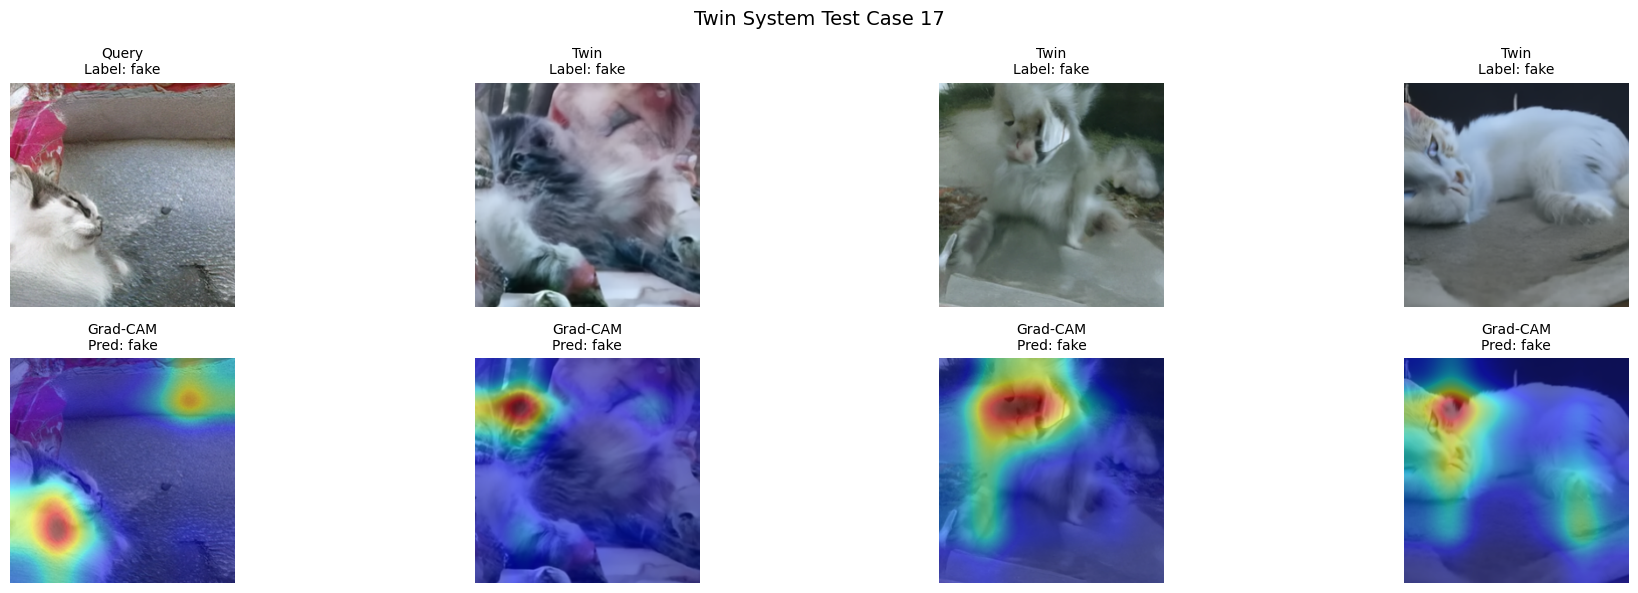 Twin System Test Case 17
Query
Label: fake
Twin
Label: fake
Twin
Label: fake
Twin
Label: fake
Grad-CAM
Pred: fake
Grad-CAM
Pred: fake
Grad-CAM
Pred: fake
Grad-CAM
Pred: fake